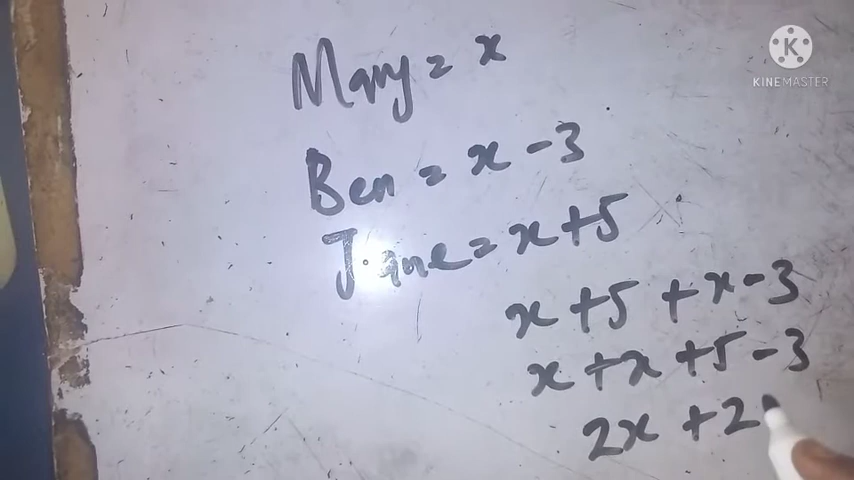 Mary = x
Ben = x - 3
Jane = x + 5
x + 5 + x - 3
x + x + 5 - 3
2x + 2
K
KINEMASTER